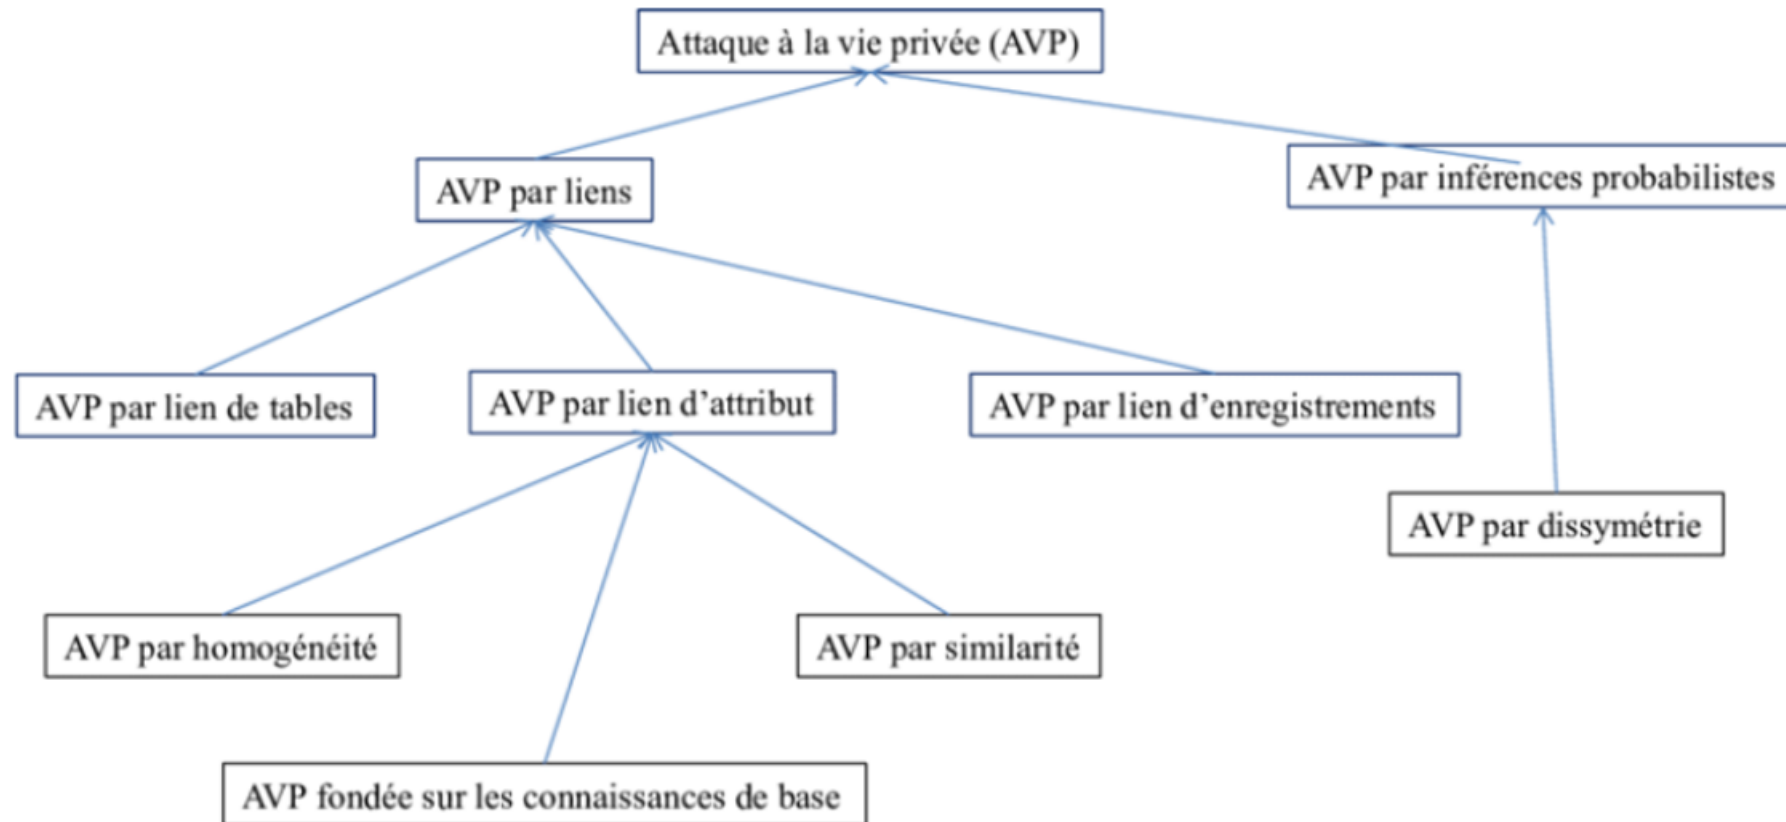 Attaque à la vie privée (AVP)
AVP par liens
AVP par inférences probabilistes
AVP par lien de tables
AVP par lien d’attribut
AVP par lien d’enregistrements
AVP par dissymétrie
AVP par homogénéité
AVP par similarité
AVP fondée sur les connaissances de base